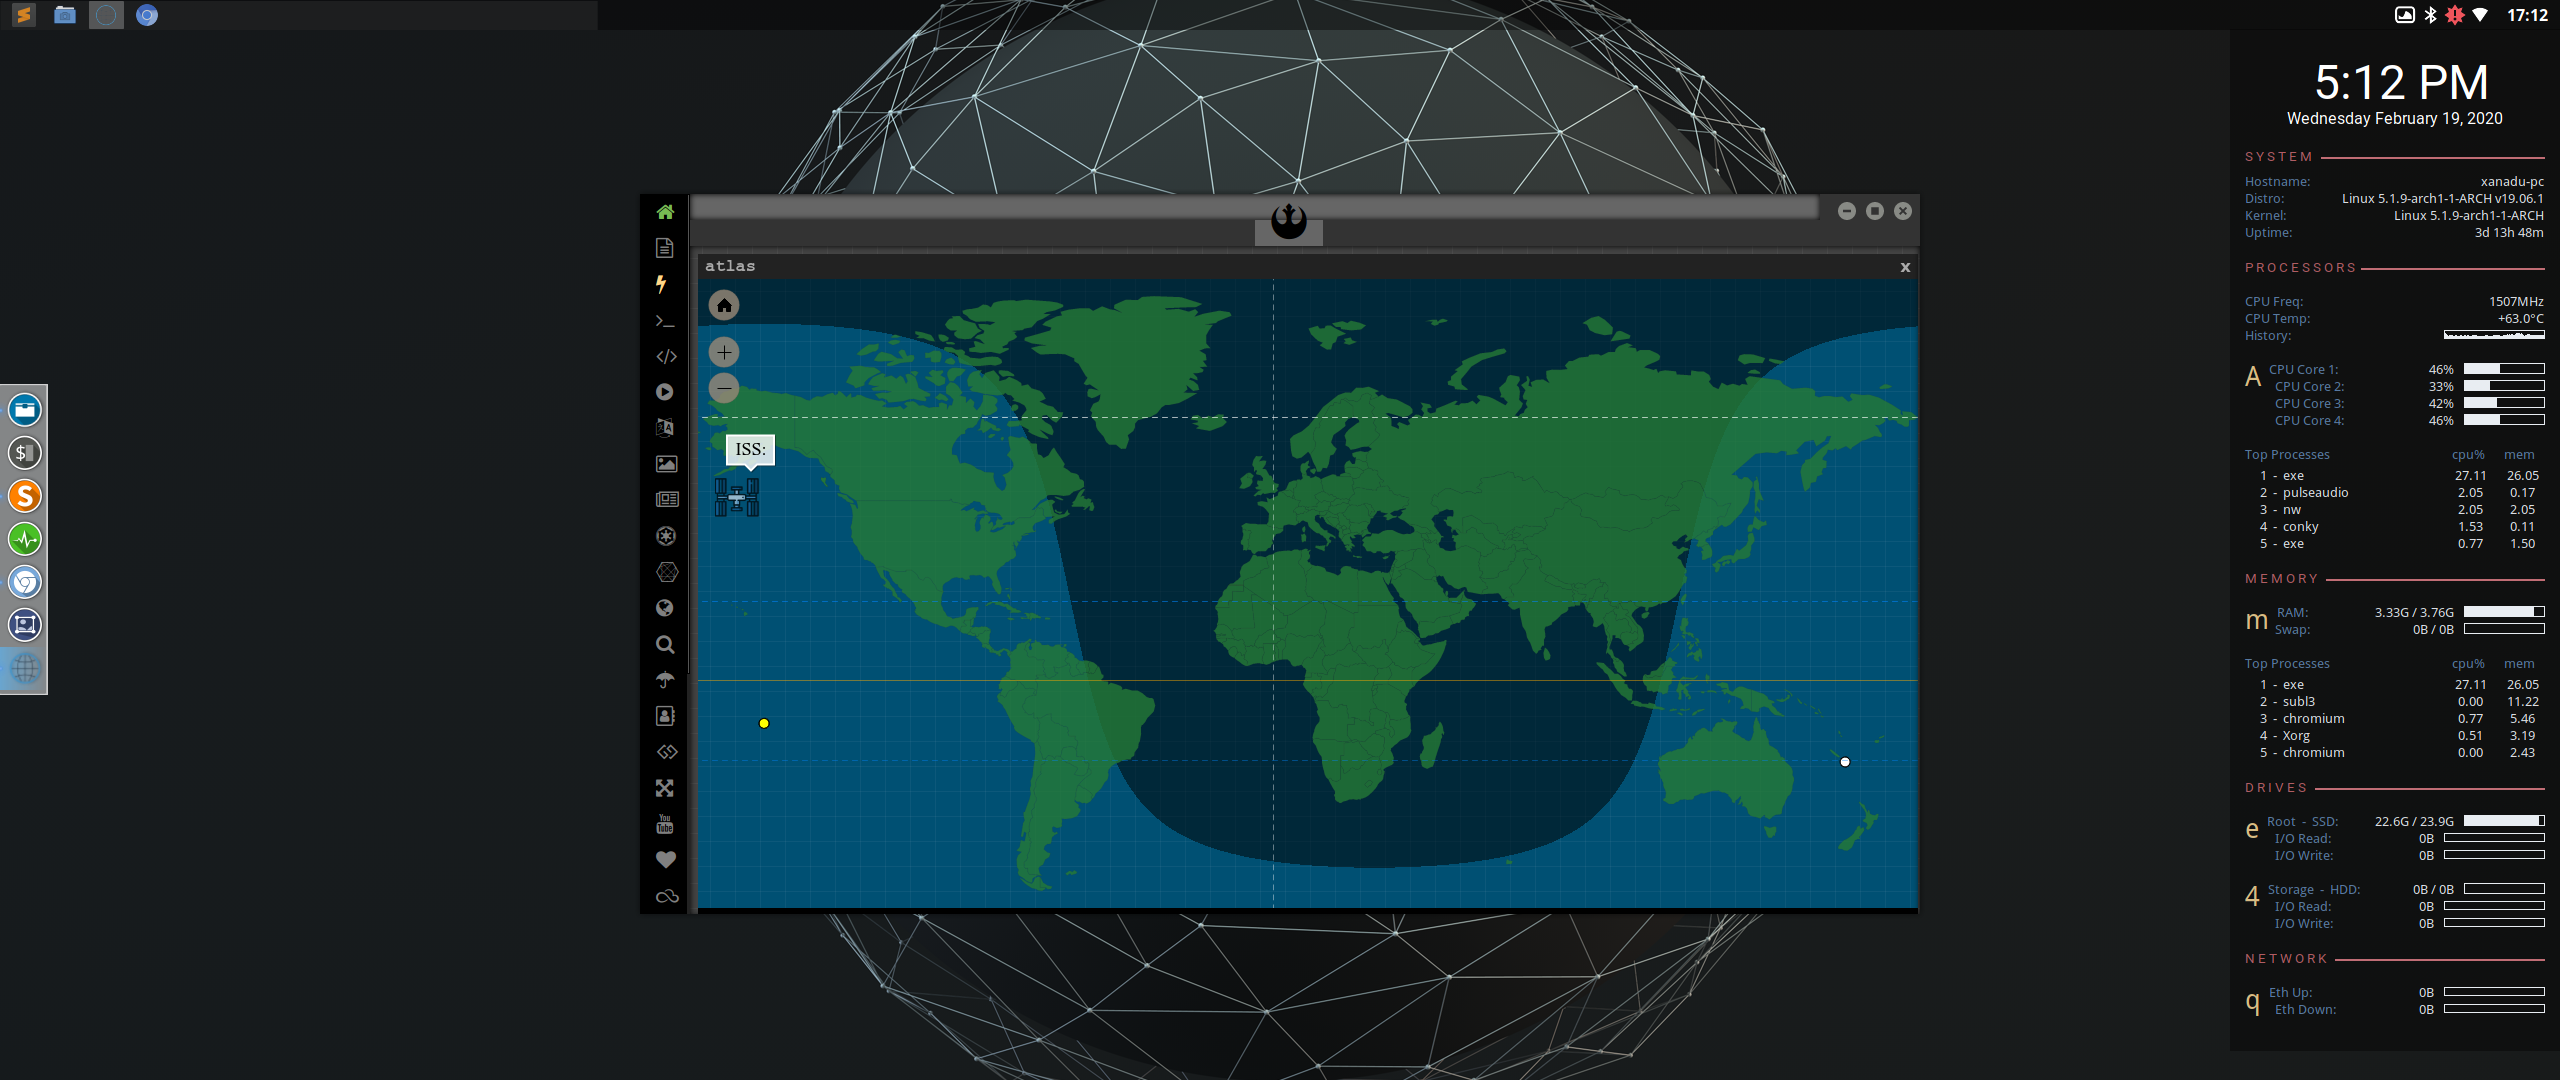 17:12
5:12 PM
Wednesday February 19, 2020
SYSTEM
Hostname: xanadu-pc
Distro: Linux 5.1.9-arch1-1-ARCH v19.06.1
Kernel: Linux 5.1.9-arch1-1-ARCH
Uptime: 3d 13h 48m
PROCESSORS
CPU Freq: 1507MHz
CPU Temp: +63.0°C
History:
A CPU Core 1: 46%
CPU Core 2: 33%
CPU Core 3: 42%
CPU Core 4: 46%
Top Processes cpu% mem
1 - exe 27.11 26.05
2 - pulseaudio 2.05 0.17
3 - nw 2.05 2.05
4 - conky 1.53 0.11
5 - exe 0.77 1.50
MEMORY
m RAM: 3.33G / 3.76G
Swap: 0B / 0B
Top Processes cpu% mem
1 - exe 27.11 26.05
2 - subl3 0.00 11.22
3 - chromium 0.77 5.46
4 - Xorg 0.51 3.19
5 - chromium 0.00 2.43
DRIVES
e Root - SSD: 22.6G / 23.9G
I/O Read: 0B
I/O Write: 0B
4 Storage - HDD: 0B / 0B
I/O Read: 0B
I/O Write: 0B
NETWORK
q Eth Up: 0B
Eth Down: 0B
atlas x
ISS:
You
Tube